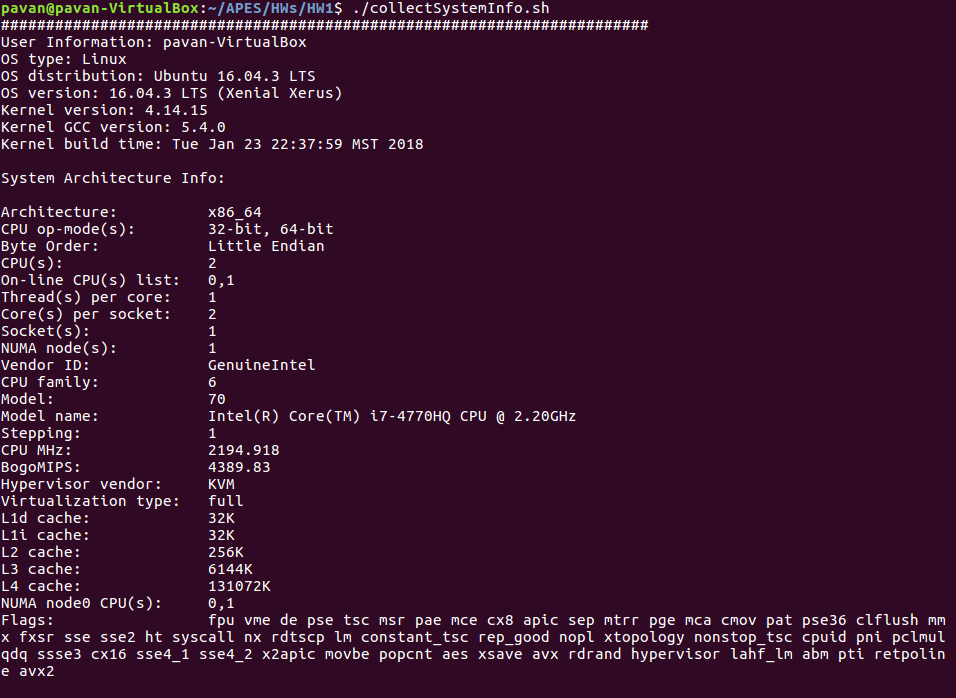 pavan@pavan-VirtualBox:~/APES/HWs/HW1$ ./collectSystemInfo.sh
########################################################################
User Information: pavan-VirtualBox
OS type: Linux
OS distribution: Ubuntu 16.04.3 LTS
OS version: 16.04.3 LTS (Xenial Xerus)
Kernel version: 4.14.15
Kernel GCC version: 5.4.0
Kernel build time: Tue Jan 23 22:37:59 MST 2018
System Architecture Info:
Architecture:          x86_64
CPU op-mode(s):        32-bit, 64-bit
Byte Order:            Little Endian
CPU(s):                2
On-line CPU(s) list:   0,1
Thread(s) per core:    1
Core(s) per socket:    2
Socket(s):             1
NUMA node(s):          1
Vendor ID:             GenuineIntel
CPU family:            6
Model:                 70
Model name:            Intel(R) Core(TM) i7-4770HQ CPU @ 2.20GHz
Stepping:              1
CPU MHz:               2194.918
BogoMIPS:              4389.83
Hypervisor vendor:     KVM
Virtualization type:   full
L1d cache:             32K
L1i cache:             32K
L2 cache:              256K
L3 cache:              6144K
L4 cache:              131072K
NUMA node0 CPU(s):     0,1
Flags:                 fpu vme de pse tsc msr pae mce cx8 apic sep mtrr pge mca cmov pat pse36 clflush mm
x fxsr sse sse2 ht syscall nx rdtscp lm constant_tsc rep_good nopl xtopology nonstop_tsc cpuid pni pclmul
qdq ssse3 cx16 sse4_1 sse4_2 x2apic movbe popcnt aes xsave avx rdrand hypervisor lahf_lm abm pti retpolin
e avx2